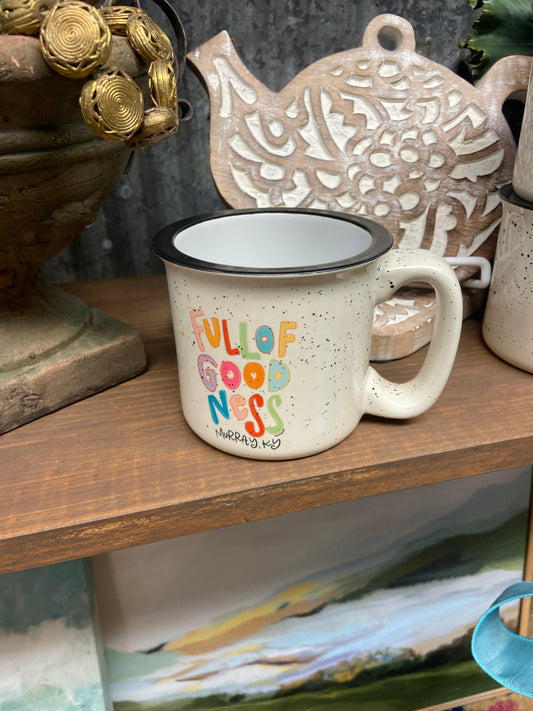 FULL OF
GOOD
NeSS
MURRAY, KY